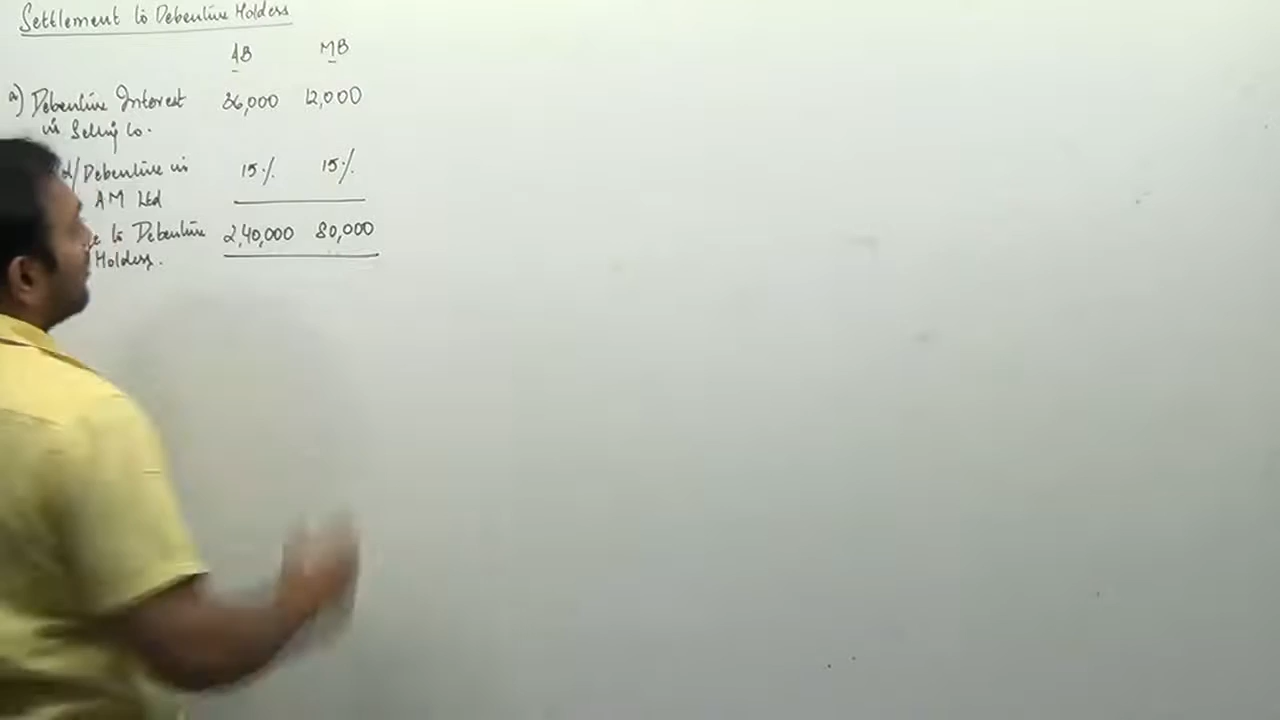 Settlement to Debenture Holders
AB MB
a) Debenture Interest 36,000 12,000
in Selling Co.
/Debenture in 15% 15%
AM Ltd
to Debenture 2,40,000 80,000
Holders.